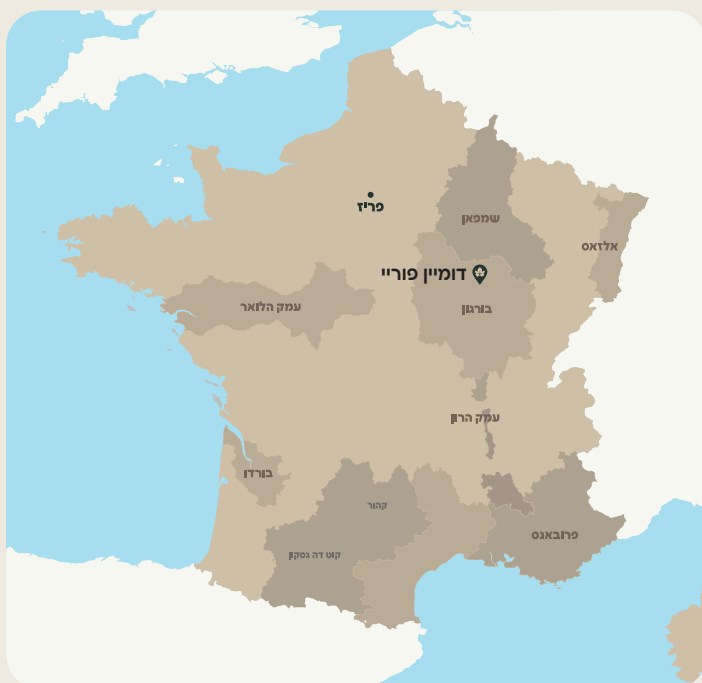 פריז
שמפאן
אלזאס
דומיין פוריי
עמק הלואר
בורגון
עמק הרון
בורדו
קהור
פרובאנס
קוט דה גסקון